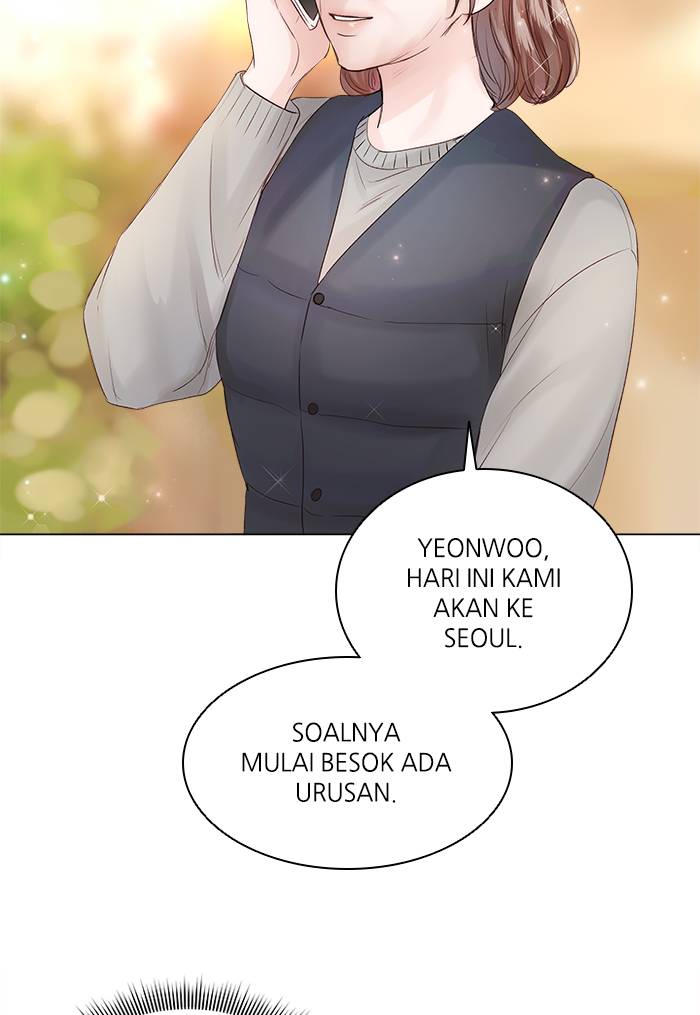 YEONWOO,
HARI INI KAMI
AKAN KE
SEOUL.
SOALNYA
MULAI BESOK ADA
URUSAN.